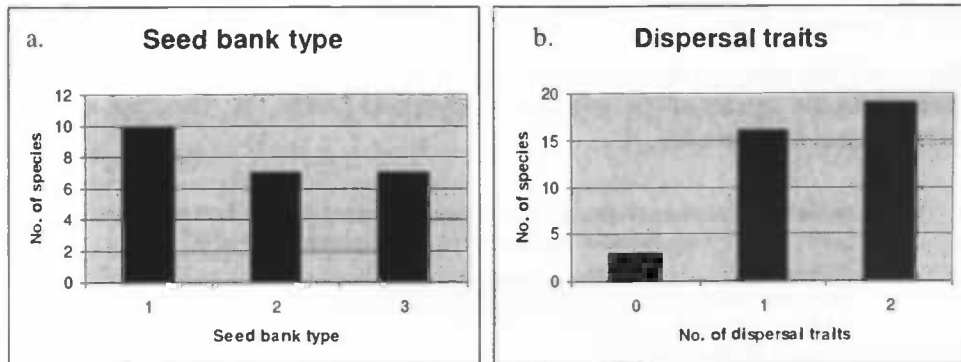 a. Seed bank type
No. of species
12
10
8
6
4
2
0
1 2 3
Seed bank type
b. Dispersal traits
No. of species
20
15
10
5
0
0 1 2
No. of dispersal traits